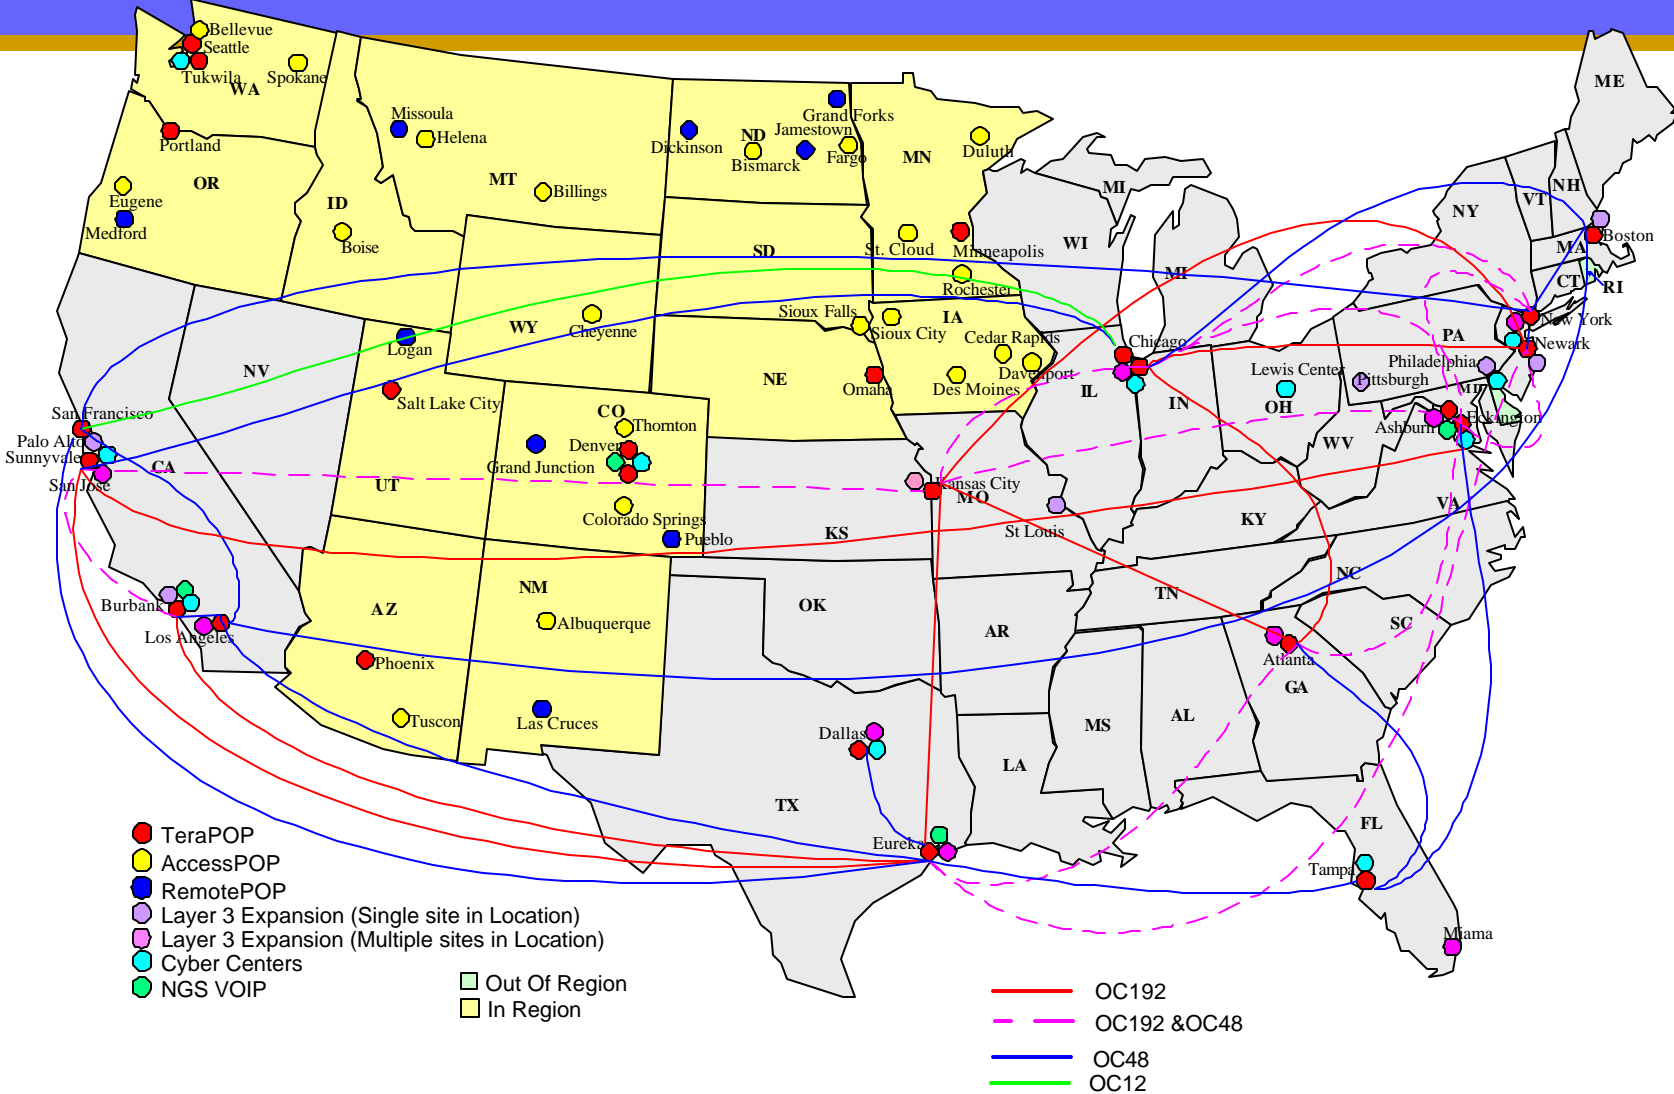 Bellevue
Seattle
Tukwila
WA
Spokane
Portland
OR
Eugene
Medford
Missoula
Helena
MT
Billings
ID
Boise
Dickinson
ND
Bismarck
Grand Forks
Jamestown
Fargo
MN
Duluth
St. Cloud
Minneapolis
Rochester
SD
Sioux Falls
Sioux City
IA
Cedar Rapids
Davenport
Des Moines
NE
Omaha
WY
Cheyenne
Logan
NV
Salt Lake City
UT
CO
Thornton
Denver
Grand Junction
Colorado Springs
Pueblo
San Francisco
Palo Alto
Sunnyvale
San Jose
CA
Burbank
Los Angeles
AZ
Phoenix
Tuscon
NM
Albuquerque
Las Cruces
KS
Kansas City
MO
St Louis
OK
AR
TX
Dallas
Eureka
LA
MS
AL
TN
KY
WI
MI
MI
Chicago
IL
IN
Lewis Center
OH
Pittsburgh
Philadelphia
PA
NY
VT
NH
ME
MA
Boston
CT
RI
New York
Newark
MD
Eckington
Ashburn
WV
VA
NC
SC
Atlanta
GA
FL
Tampa
Miama
TeraPOP
AccessPOP
RemotePOP
Layer 3 Expansion (Single site in Location)
Layer 3 Expansion (Multiple sites in Location)
Cyber Centers
NGS VOIP
Out Of Region
In Region
OC192
OC192 &OC48
OC48
OC12